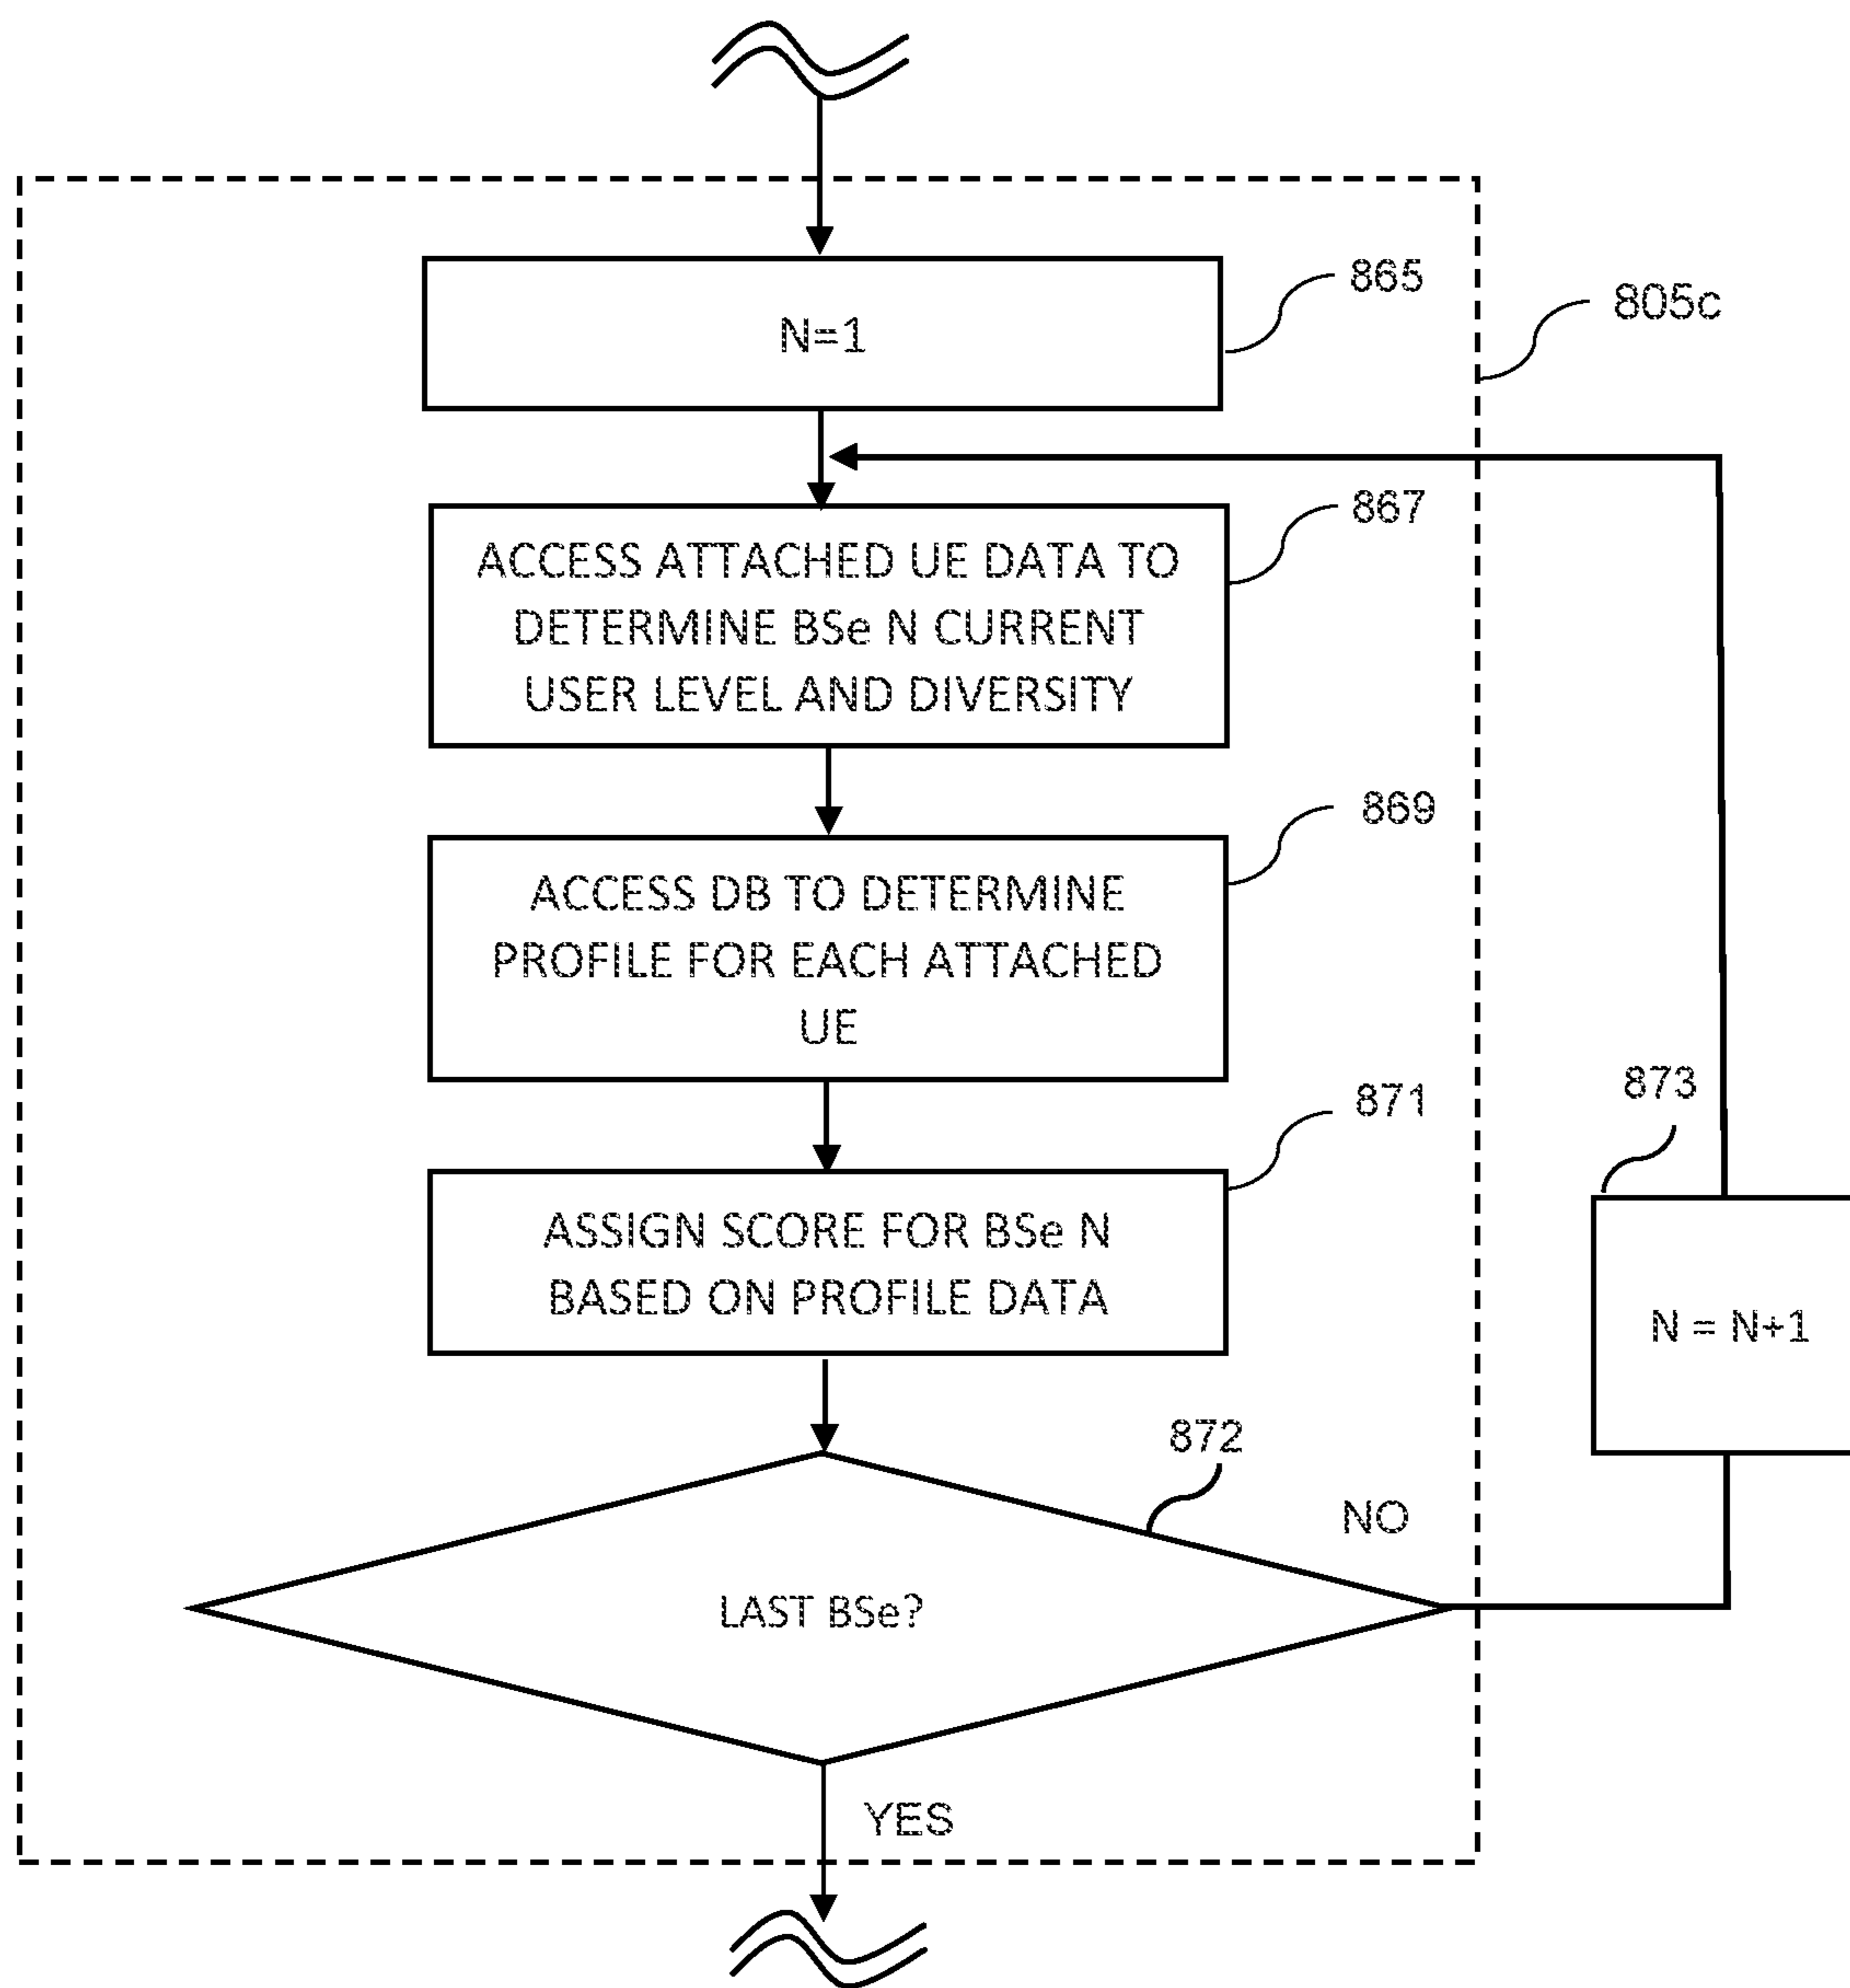 865
N=1
805c
867
ACCESS ATTACHED UE DATA TO
DETERMINE BSe N CURRENT
USER LEVEL AND DIVERSITY
869
ACCESS DB TO DETERMINE
PROFILE FOR EACH ATTACHED
UE
871
ASSIGN SCORE FOR BSe N
BASED ON PROFILE DATA
873
N = N+1
872
NO
LAST BSe?
YES